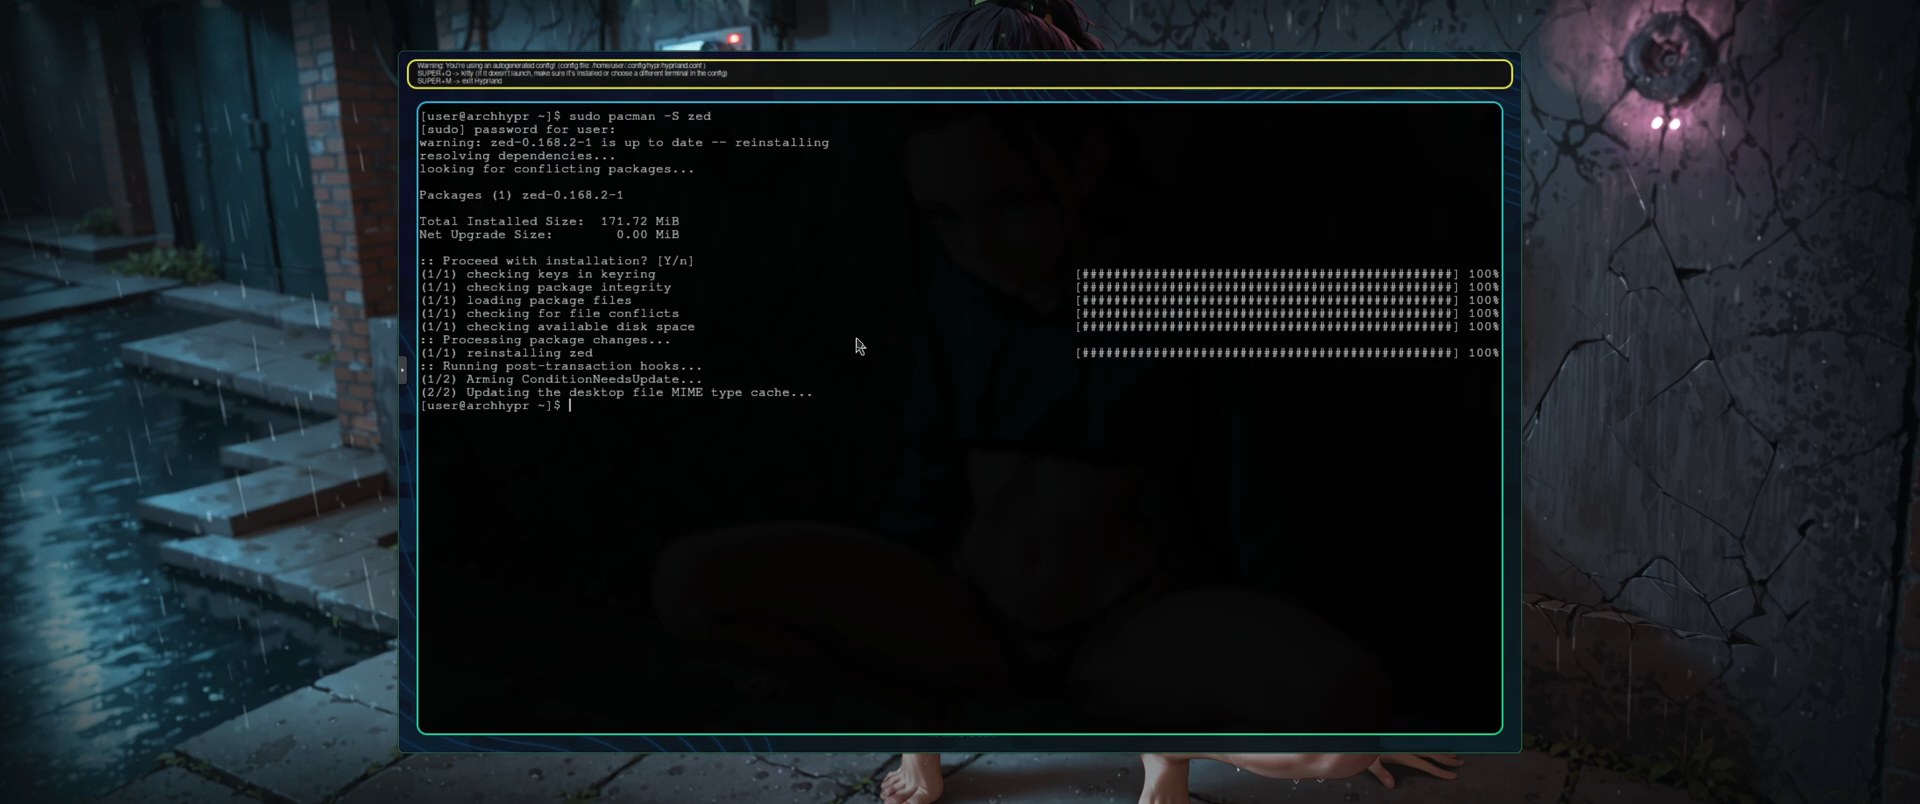 Warning: You're using an autogenerated config! (config file: /home/user/.config/hypr/hyprland.conf )
SUPER+Q -> kitty (if it doesn't launch, make sure it's installed or choose a different terminal in the config)
SUPER+M -> exit Hyprland
[user@archhypr ~]$ sudo pacman -S zed
[sudo] password for user:
warning: zed-0.168.2-1 is up to date -- reinstalling
resolving dependencies...
looking for conflicting packages...
Packages (1) zed-0.168.2-1
Total Installed Size:  171.72 MiB
Net Upgrade Size:        0.00 MiB
:: Proceed with installation? [Y/n]
(1/1) checking keys in keyring [################################################] 100%
(1/1) checking package integrity [################################################] 100%
(1/1) loading package files [################################################] 100%
(1/1) checking for file conflicts [################################################] 100%
(1/1) checking available disk space [################################################] 100%
:: Processing package changes...
(1/1) reinstalling zed [################################################] 100%
:: Running post-transaction hooks...
(1/2) Arming ConditionNeedsUpdate...
(2/2) Updating the desktop file MIME type cache...
[user@archhypr ~]$